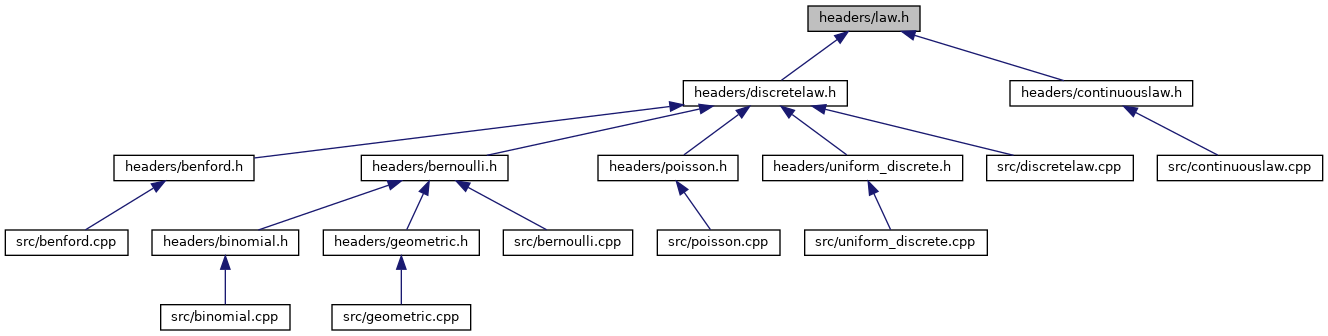 headers/law.h
headers/discretelaw.h
headers/continuouslaw.h
headers/benford.h
headers/bernoulli.h
headers/poisson.h
headers/uniform_discrete.h
src/discretelaw.cpp
src/continuouslaw.cpp
src/benford.cpp
headers/binomial.h
headers/geometric.h
src/bernoulli.cpp
src/poisson.cpp
src/uniform_discrete.cpp
src/binomial.cpp
src/geometric.cpp